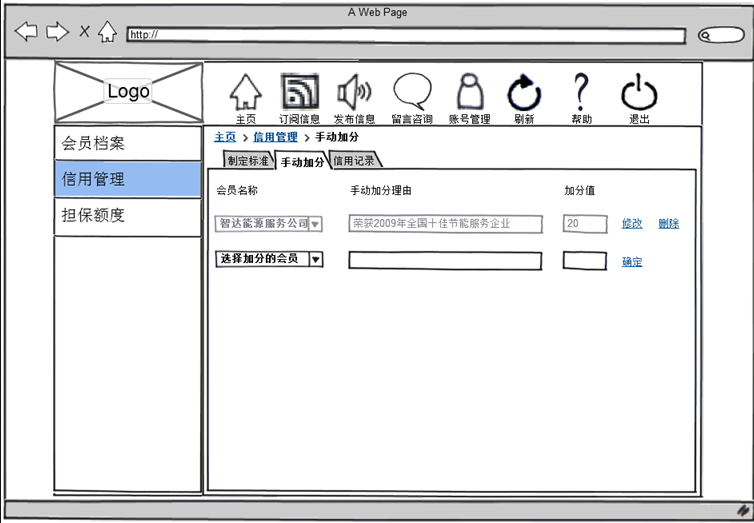 A Web Page
http://
Logo
主页 订阅信息 发布信息 留言咨询 账号管理 刷新 帮助 退出
会员档案
信用管理
担保额度
主页 > 信用管理 > 手动加分
制定标准 手动加分 信用记录
会员名称 手动加分理由 加分值
智达能源服务公司 荣获2009年全国十佳节能服务企业 20 修改 删除
选择加分的会员 确定